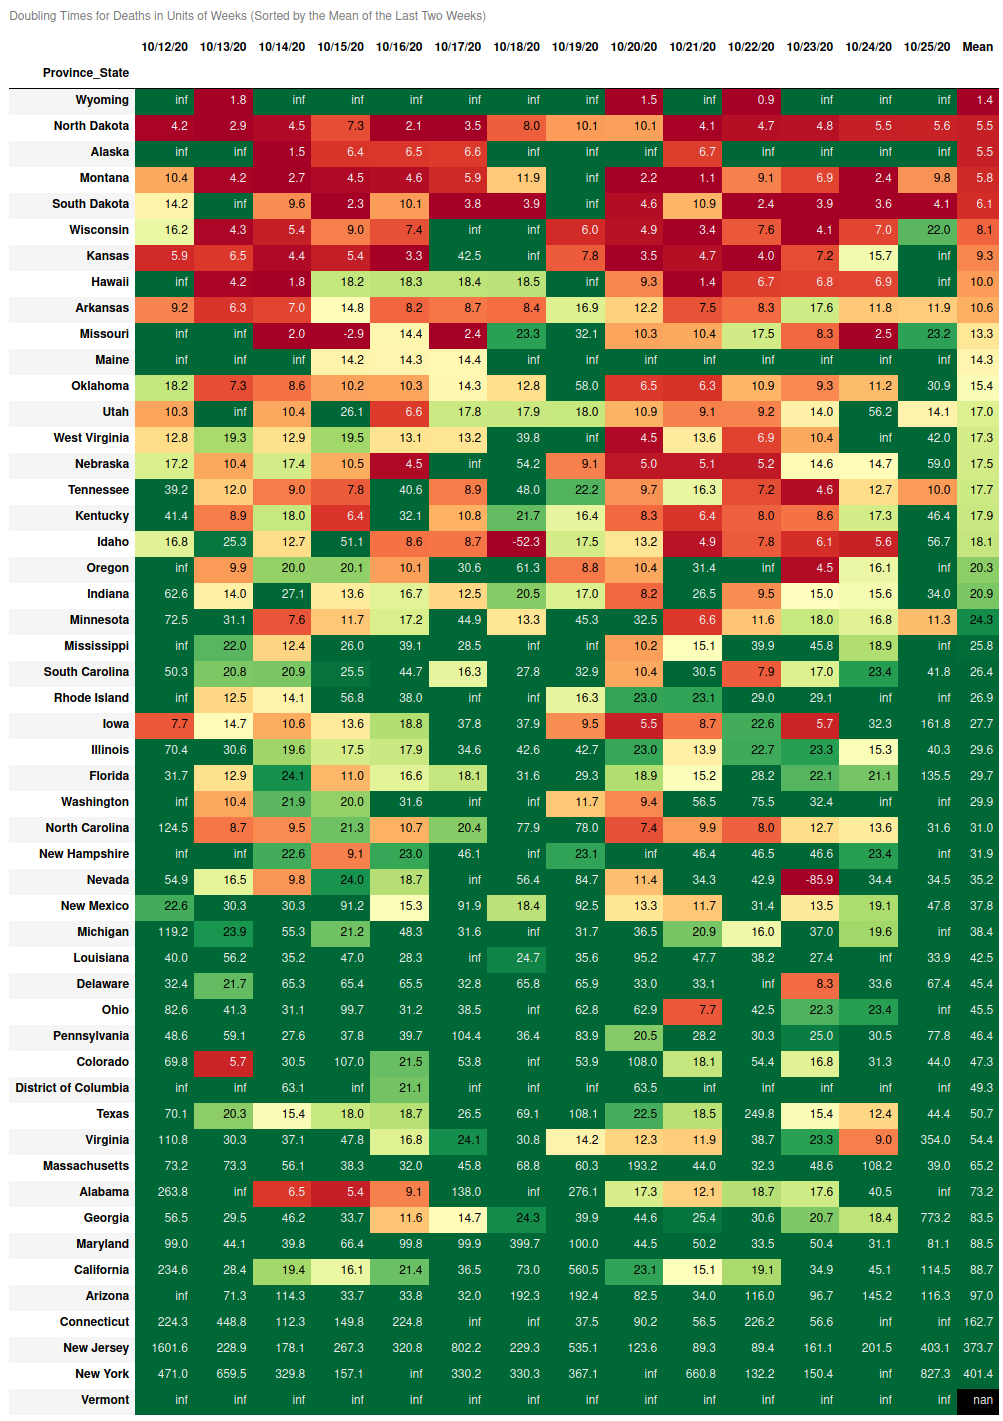 Doubling Times for Deaths in Units of Weeks (Sorted by the Mean of the Last Two Weeks)
10/12/20 10/13/20 10/14/20 10/15/20 10/16/20 10/17/20 10/18/20 10/19/20 10/20/20 10/21/20 10/22/20 10/23/20 10/24/20 10/25/20 Mean
Province_State
Wyoming inf 1.8 inf inf inf inf inf inf 1.5 inf 0.9 inf inf inf 1.4
North Dakota 4.2 2.9 4.5 7.3 2.1 3.5 8.0 10.1 10.1 4.1 4.7 4.8 5.5 5.6 5.5
Alaska inf inf 1.5 6.4 6.5 6.6 inf inf inf 6.7 inf inf inf inf 5.5
Montana 10.4 4.2 2.7 4.5 4.6 5.9 11.9 inf 2.2 1.1 9.1 6.9 2.4 9.8 5.8
South Dakota 14.2 inf 9.6 2.3 10.1 3.8 3.9 inf 4.6 10.9 2.4 3.9 3.6 4.1 6.1
Wisconsin 16.2 4.3 5.4 9.0 7.4 inf inf 6.0 4.9 3.4 7.6 4.1 7.0 22.0 8.1
Kansas 5.9 6.5 4.4 5.4 3.3 42.5 inf 7.8 3.5 4.7 4.0 7.2 15.7 inf 9.3
Hawaii inf 4.2 1.8 18.2 18.3 18.4 18.5 inf 9.3 1.4 6.7 6.8 6.9 inf 10.0
Arkansas 9.2 6.3 7.0 14.8 8.2 8.7 8.4 16.9 12.2 7.5 8.3 17.6 11.8 11.9 10.6
Missouri inf inf 2.0 -2.9 14.4 2.4 23.3 32.1 10.3 10.4 17.5 8.3 2.5 23.2 13.3
Maine inf inf inf 14.2 14.3 14.4 inf inf inf inf inf inf inf inf 14.3
Oklahoma 18.2 7.3 8.6 10.2 10.3 14.3 12.8 58.0 6.5 6.3 10.9 9.3 11.2 30.9 15.4
Utah 10.3 inf 10.4 26.1 6.6 17.8 17.9 18.0 10.9 9.1 9.2 14.0 56.2 14.1 17.0
West Virginia 12.8 19.3 12.9 19.5 13.1 13.2 39.8 inf 4.5 13.6 6.9 10.4 inf 42.0 17.3
Nebraska 17.2 10.4 17.4 10.5 4.5 inf 54.2 9.1 5.0 5.1 5.2 14.6 14.7 59.0 17.5
Tennessee 39.2 12.0 9.0 7.8 40.6 8.9 48.0 22.2 9.7 16.3 7.2 4.6 12.7 10.0 17.7
Kentucky 41.4 8.9 18.0 6.4 32.1 10.8 21.7 16.4 8.3 6.4 8.0 8.6 17.3 46.4 17.9
Idaho 16.8 25.3 12.7 51.1 8.6 8.7 -52.3 17.5 13.2 4.9 7.8 6.1 5.6 56.7 18.1
Oregon inf 9.9 20.0 20.1 10.1 30.6 61.3 8.8 10.4 31.4 inf 4.5 16.1 inf 20.3
Indiana 62.6 14.0 27.1 13.6 16.7 12.5 20.5 17.0 8.2 26.5 9.5 15.0 15.6 34.0 20.9
Minnesota 72.5 31.1 7.6 11.7 17.2 44.9 13.3 45.3 32.5 6.6 11.6 18.0 16.8 11.3 24.3
Mississippi inf 22.0 12.4 26.0 39.1 28.5 inf inf 10.2 15.1 39.9 45.8 18.9 inf 25.8
South Carolina 50.3 20.8 20.9 25.5 44.7 16.3 27.8 32.9 10.4 30.5 7.9 17.0 23.4 41.8 26.4
Rhode Island inf 12.5 14.1 56.8 38.0 inf inf 16.3 23.0 23.1 29.0 29.1 inf inf 26.9
Iowa 7.7 14.7 10.6 13.6 18.8 37.8 37.9 9.5 5.5 8.7 22.6 5.7 32.3 161.8 27.7
Illinois 70.4 30.6 19.6 17.5 17.9 34.6 42.6 42.7 23.0 13.9 22.7 23.3 15.3 40.3 29.6
Florida 31.7 12.9 24.1 11.0 16.6 18.1 31.6 29.3 18.9 15.2 28.2 22.1 21.1 135.5 29.7
Washington inf 10.4 21.9 20.0 31.6 inf inf 11.7 9.4 56.5 75.5 32.4 inf inf 29.9
North Carolina 124.5 8.7 9.5 21.3 10.7 20.4 77.9 78.0 7.4 9.9 8.0 12.7 13.6 31.6 31.0
New Hampshire inf inf 22.6 9.1 23.0 46.1 inf 23.1 inf 46.4 46.5 46.6 23.4 inf 31.9
Nevada 54.9 16.5 9.8 24.0 18.7 inf 56.4 84.7 11.4 34.3 42.9 -85.9 34.4 34.5 35.2
New Mexico 22.6 30.3 30.3 91.2 15.3 91.9 18.4 92.5 13.3 11.7 31.4 13.5 19.1 47.8 37.8
Michigan 119.2 23.9 55.3 21.2 48.3 31.6 inf 31.7 36.5 20.9 16.0 37.0 19.6 inf 38.4
Louisiana 40.0 56.2 35.2 47.0 28.3 inf 24.7 35.6 95.2 47.7 38.2 27.4 inf 33.9 42.5
Delaware 32.4 21.7 65.3 65.4 65.5 32.8 65.8 65.9 33.0 33.1 inf 8.3 33.6 67.4 45.4
Ohio 82.6 41.3 31.1 99.7 31.2 38.5 inf 62.8 62.9 7.7 42.5 22.3 23.4 inf 45.5
Pennsylvania 48.6 59.1 27.6 37.8 39.7 104.4 36.4 83.9 20.5 28.2 30.3 25.0 30.5 77.8 46.4
Colorado 69.8 5.7 30.5 107.0 21.5 53.8 inf 53.9 108.0 18.1 54.4 16.8 31.3 44.0 47.3
District of Columbia inf inf 63.1 inf 21.1 inf inf inf 63.5 inf inf inf inf inf 49.3
Texas 70.1 20.3 15.4 18.0 18.7 26.5 69.1 108.1 22.5 18.5 249.8 15.4 12.4 44.4 50.7
Virginia 110.8 30.3 37.1 47.8 16.8 24.1 30.8 14.2 12.3 11.9 38.7 23.3 9.0 354.0 54.4
Massachusetts 73.2 73.3 56.1 38.3 32.0 45.8 68.8 60.3 193.2 44.0 32.3 48.6 108.2 39.0 65.2
Alabama 263.8 inf 6.5 5.4 9.1 138.0 inf 276.1 17.3 12.1 18.7 17.6 40.5 inf 73.2
Georgia 56.5 29.5 46.2 33.7 11.6 14.7 24.3 39.9 44.6 25.4 30.6 20.7 18.4 773.2 83.5
Maryland 99.0 44.1 39.8 66.4 99.8 99.9 399.7 100.0 44.5 50.2 33.5 50.4 31.1 81.1 88.5
California 234.6 28.4 19.4 16.1 21.4 36.5 73.0 560.5 23.1 15.1 19.1 34.9 45.1 114.5 88.7
Arizona inf 71.3 114.3 33.7 33.8 32.0 192.3 192.4 82.5 34.0 116.0 96.7 145.2 116.3 97.0
Connecticut 224.3 448.8 112.3 149.8 224.8 inf inf 37.5 90.2 56.5 226.2 56.6 inf inf 162.7
New Jersey 1601.6 228.9 178.1 267.3 320.8 802.2 229.3 535.1 123.6 89.3 89.4 161.1 201.5 403.1 373.7
New York 471.0 659.5 329.8 157.1 inf 330.2 330.3 367.1 inf 660.8 132.2 150.4 inf 827.3 401.4
Vermont inf inf inf inf inf inf inf inf inf inf inf inf inf inf nan